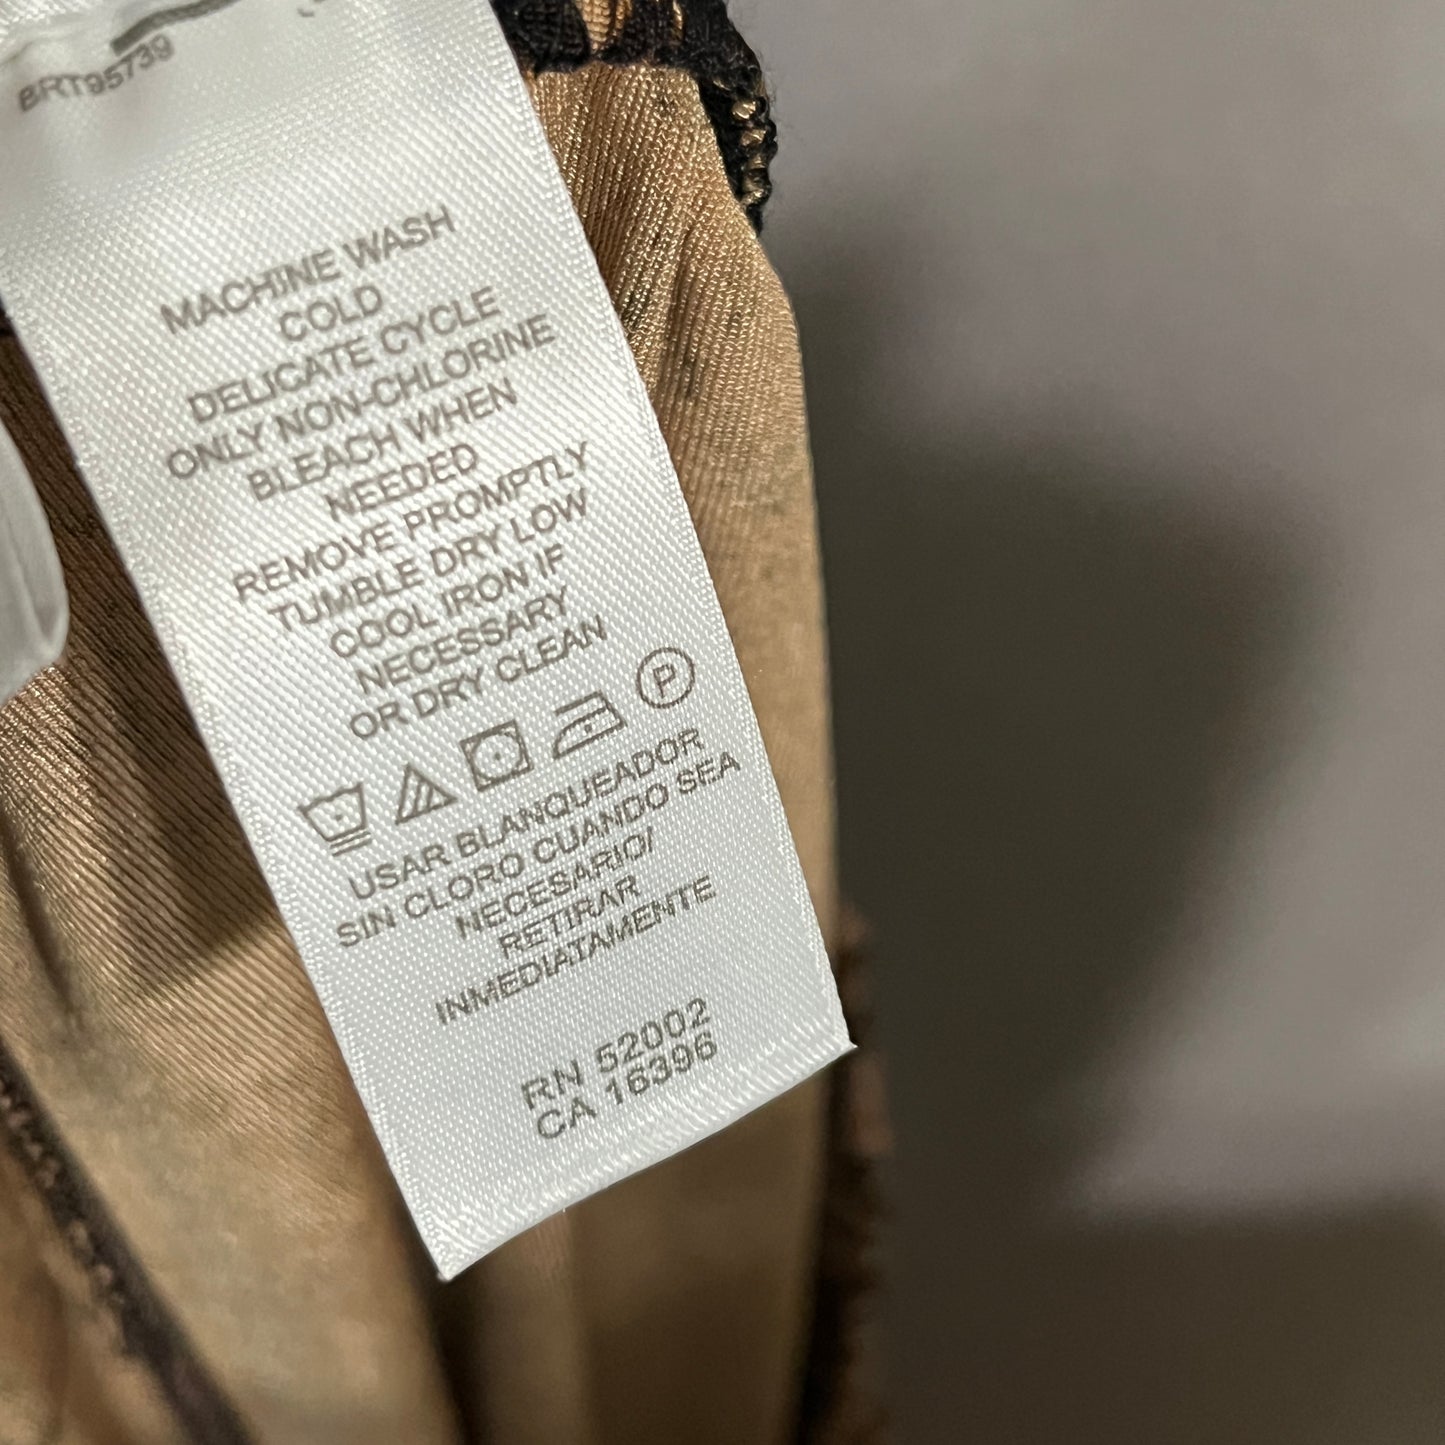 BRT95739
MACHINE WASH
COLD
DELICATE CYCLE
ONLY NON-CHLORINE
BLEACH WHEN
NEEDED
REMOVE PROMPTLY
TUMBLE DRY LOW
COOL IRON IF
NECESSARY
OR DRY CLEAN
P
USAR BLANQUEADOR
SIN CLORO CUANDO SEA
NECESARIO/
RETIRAR
INMEDIATAMENTE
RN 52002
CA 16396